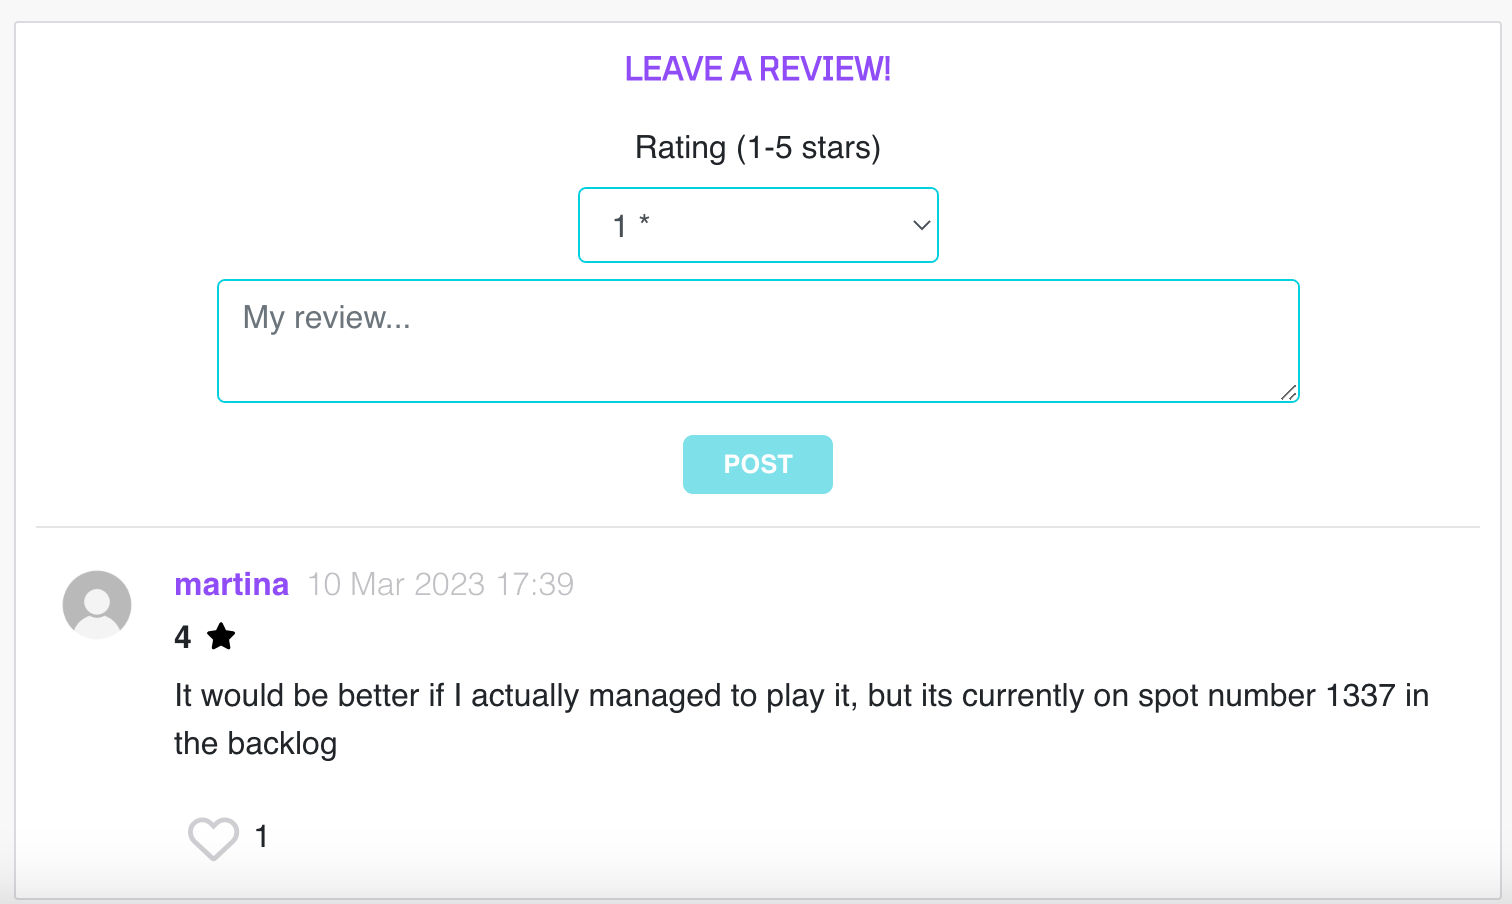 LEAVE A REVIEW!
Rating (1-5 stars)
1 *
My review...
POST
martina 10 Mar 2023 17:39
4
It would be better if I actually managed to play it, but its currently on spot number 1337 in
the backlog
1